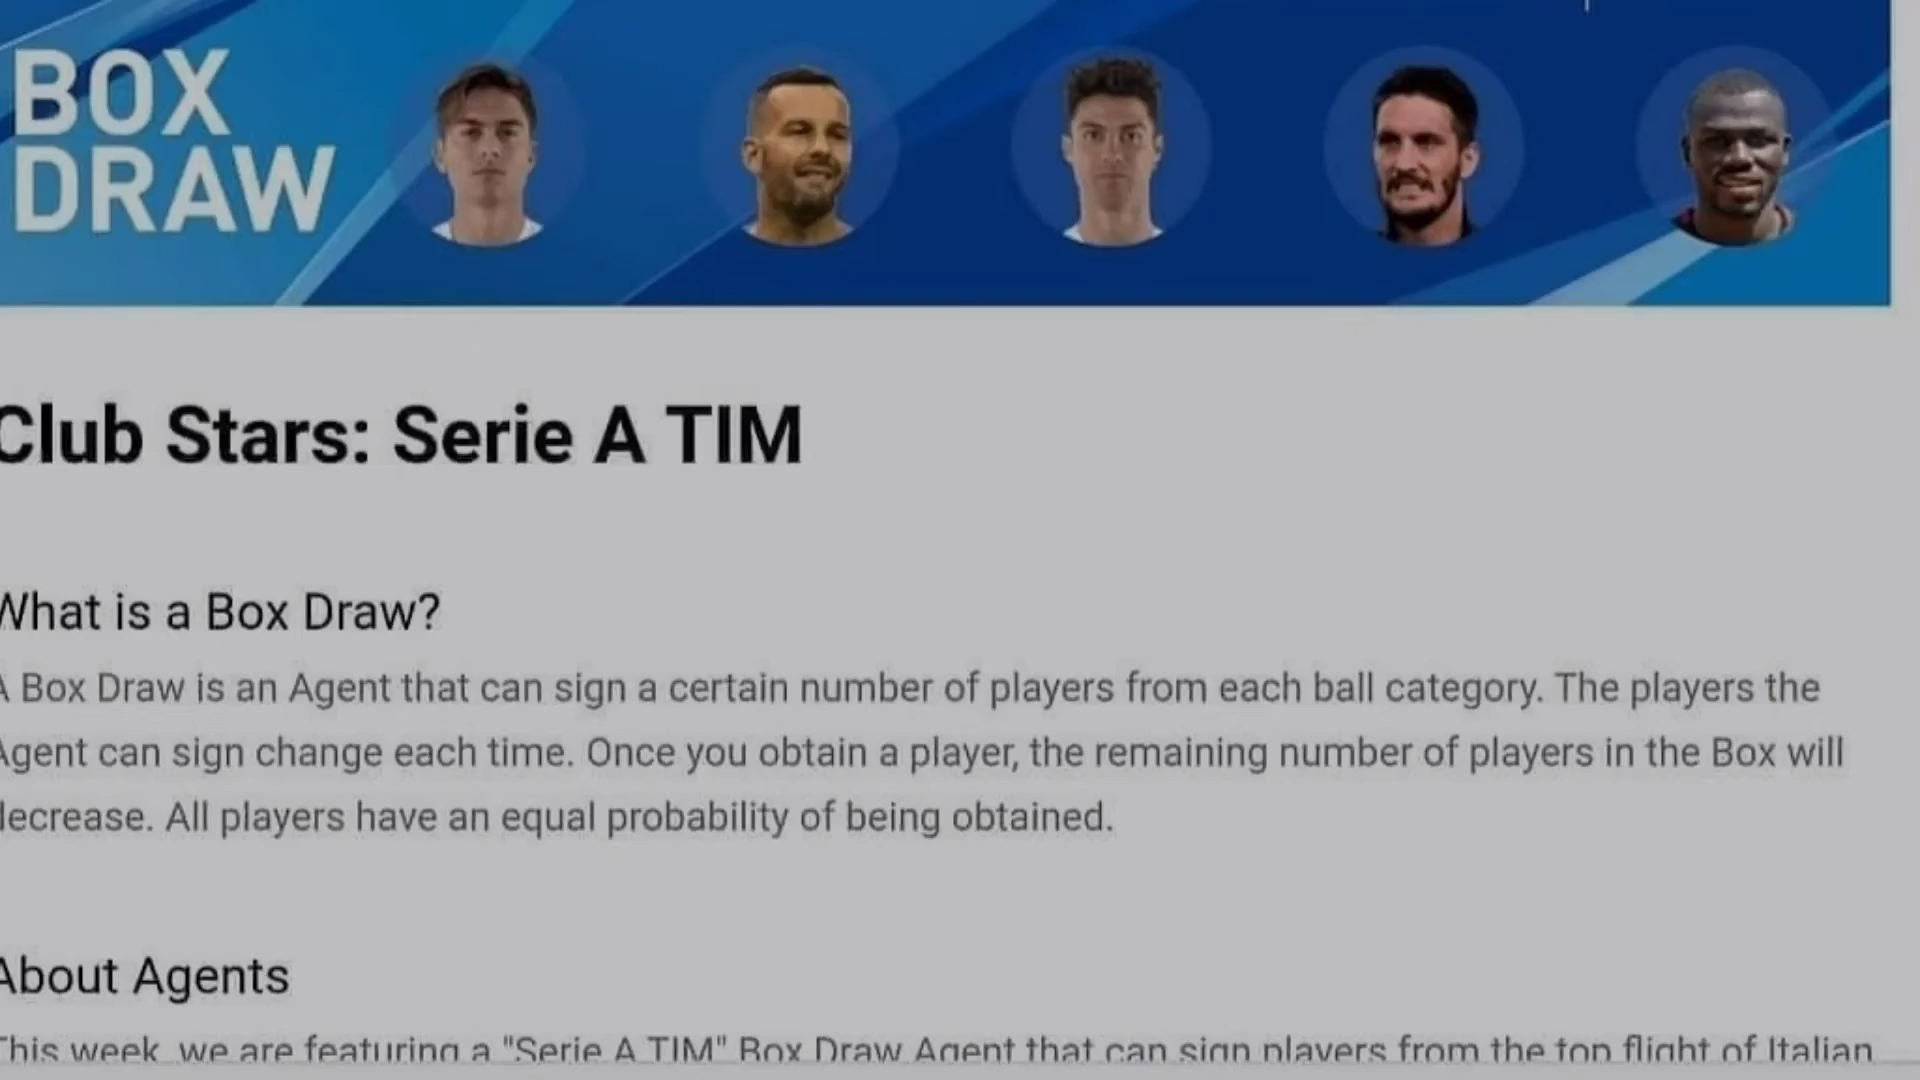 BOX
DRAW
Club Stars: Serie A TIM
What is a Box Draw?
A Box Draw is an Agent that can sign a certain number of players from each ball category. The players the
Agent can sign change each time. Once you obtain a player, the remaining number of players in the Box will
decrease. All players have an equal probability of being obtained.
About Agents
This week, we are featuring a "Serie A TIM" Box Draw Agent that can sign players from the top flight of Italian